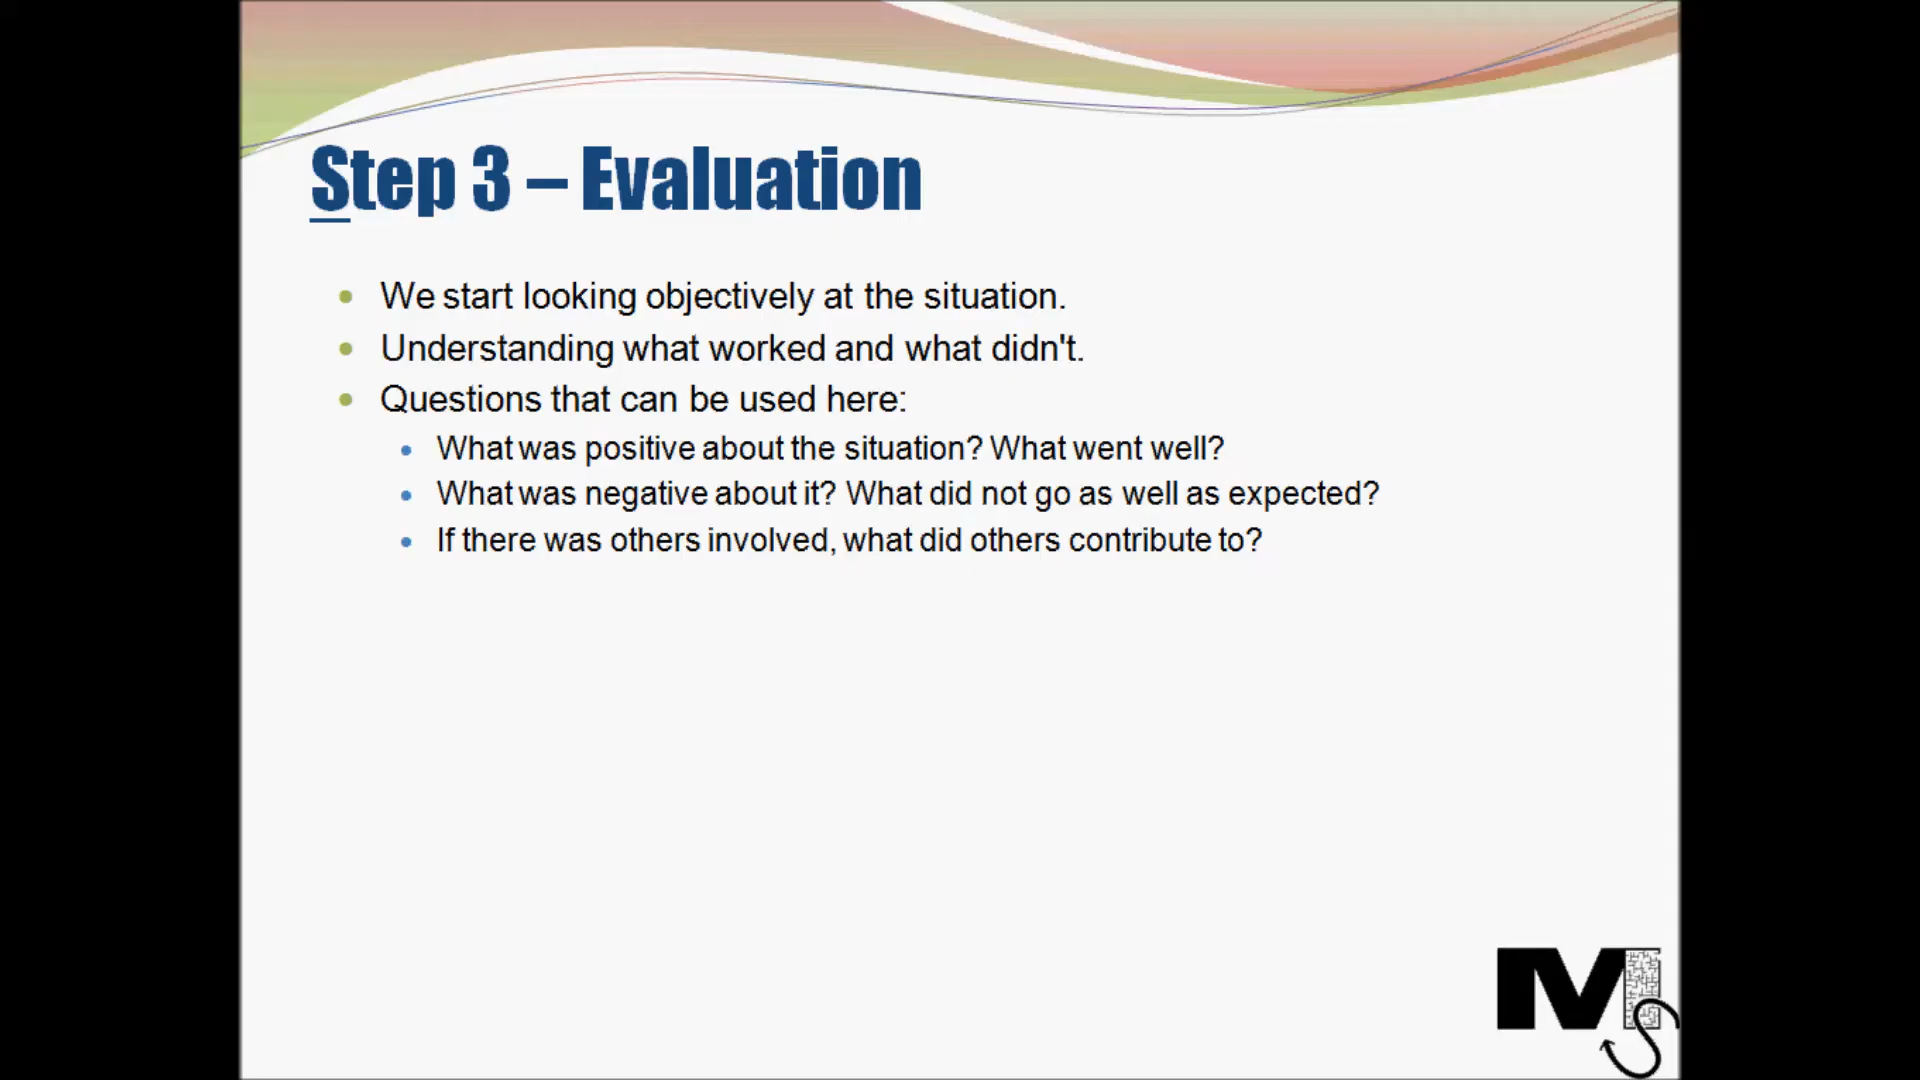 Step 3 – Evaluation
We start looking objectively at the situation.
Understanding what worked and what didn't.
Questions that can be used here:
What was positive about the situation? What went well?
What was negative about it? What did not go as well as expected?
If there was others involved, what did others contribute to?
MS